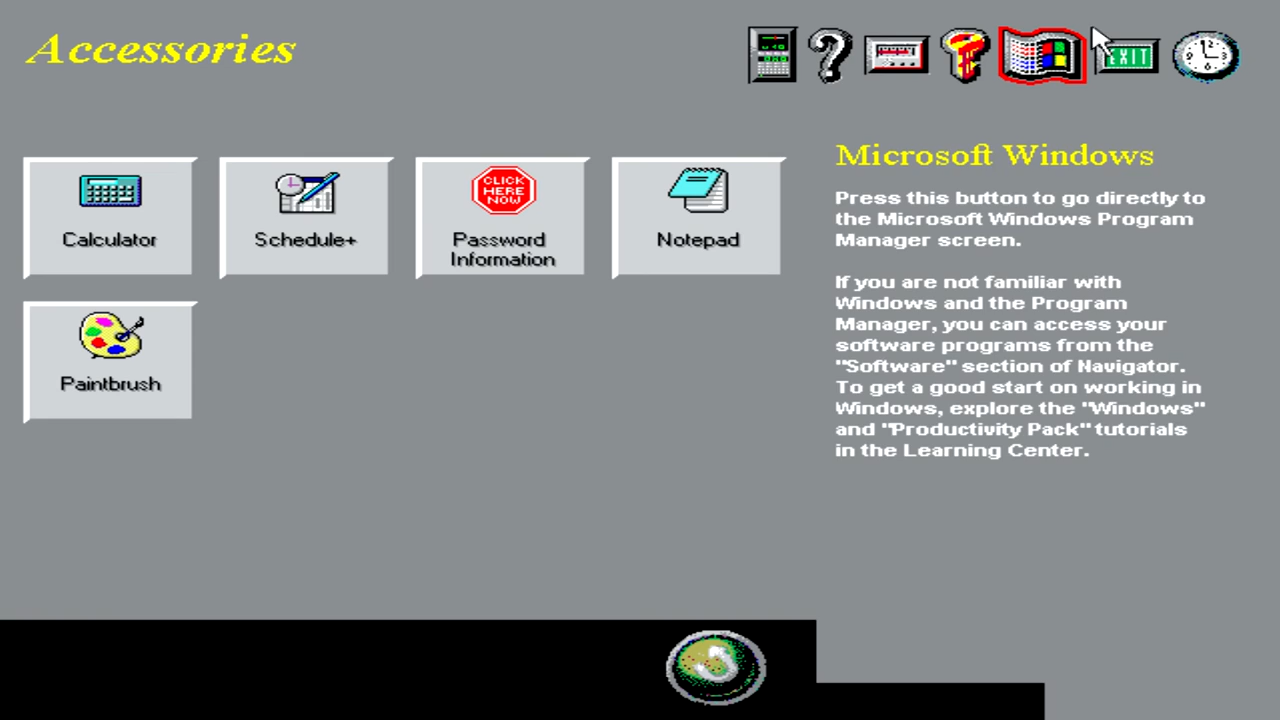 Accessories
EXIT
Calculator
Schedule+
CLICK
HERE
NOW
Password
Information
Notepad
Paintbrush
Microsoft Windows
Press this button to go directly to
the Microsoft Windows Program
Manager screen.
If you are not familiar with
Windows and the Program
Manager, you can access your
software programs from the
"Software" section of Navigator.
To get a good start on working in
Windows, explore the "Windows"
and "Productivity Pack" tutorials
in the Learning Center.